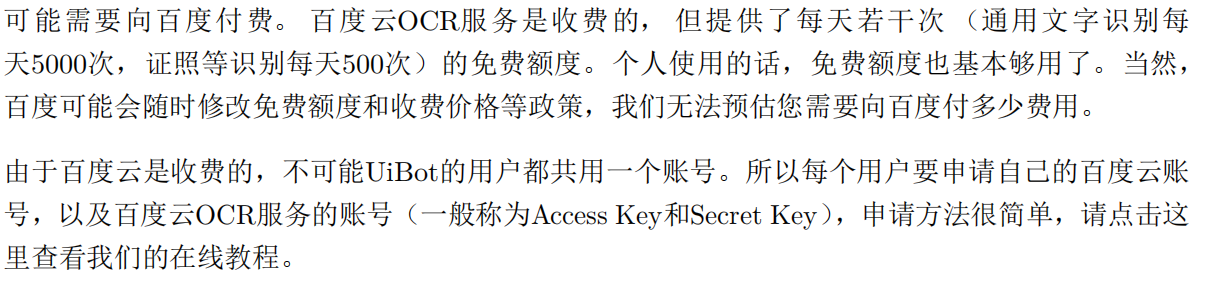 可能需要向百度付费。百度云OCR服务是收费的，但提供了每天若干次（通用文字识别每
天5000次，证照等识别每天500次）的免费额度。个人使用的话，免费额度也基本够用了。当然，
百度可能会随时修改免费额度和收费价格等政策，我们无法预估您需要向百度付多少费用。
由于百度云是收费的，不可能UiBot的用户都共用一个账号。所以每个用户要申请自己的百度云账
号，以及百度云OCR服务的账号（一般称为Access Key和Secret Key），申请方法很简单，请点击这
里查看我们的在线教程。